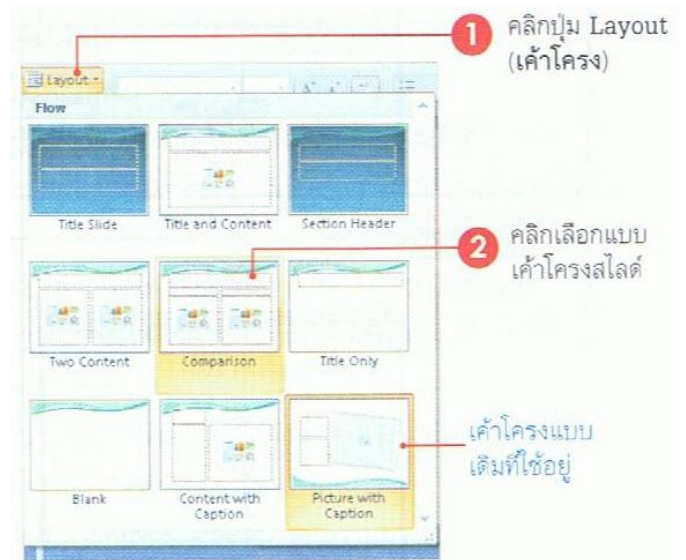 1 คลิกปุ่ม Layout
(เค้าโครง)
Layout
Flow
Title Slide
Title and Content
Section Header
2 คลิกเลือกแบบ
เค้าโครงสไลด์
Two Content
Comparison
Title Only
เค้าโครงแบบ
เดิมที่ใช้อยู่
Blank
Content with
Caption
Picture with
Caption